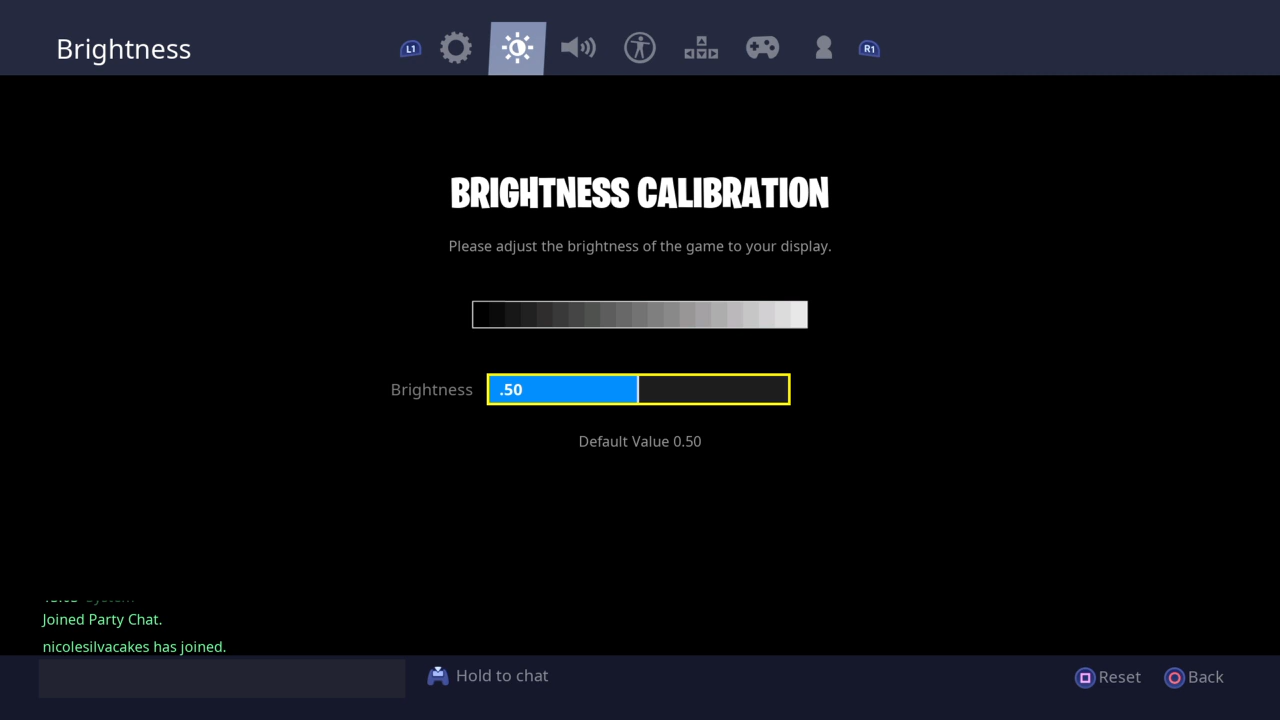 Brightness
L1
R1
BRIGHTNESS CALIBRATION
Please adjust the brightness of the game to your display.
Brightness
.50
Default Value 0.50
Joined Party Chat.
nicolesilvacakes has joined.
Hold to chat
Reset
Back